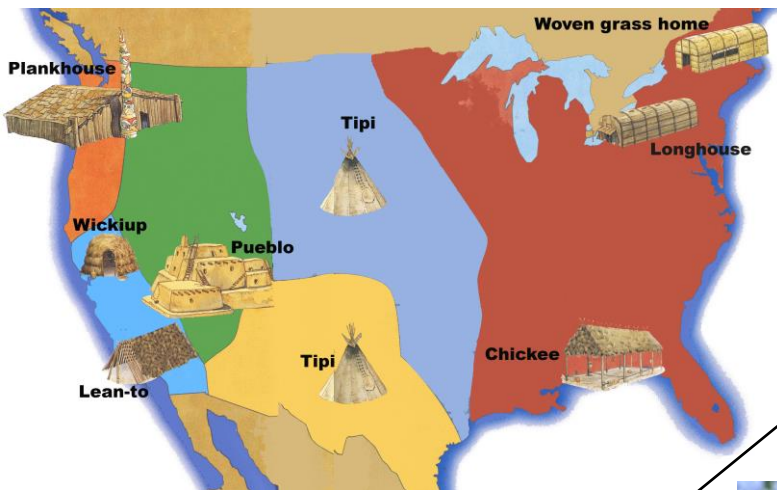 Woven grass home
Plankhouse
Tipi
Longhouse
Wickiup
Pueblo
Chickee
Tipi
Lean-to